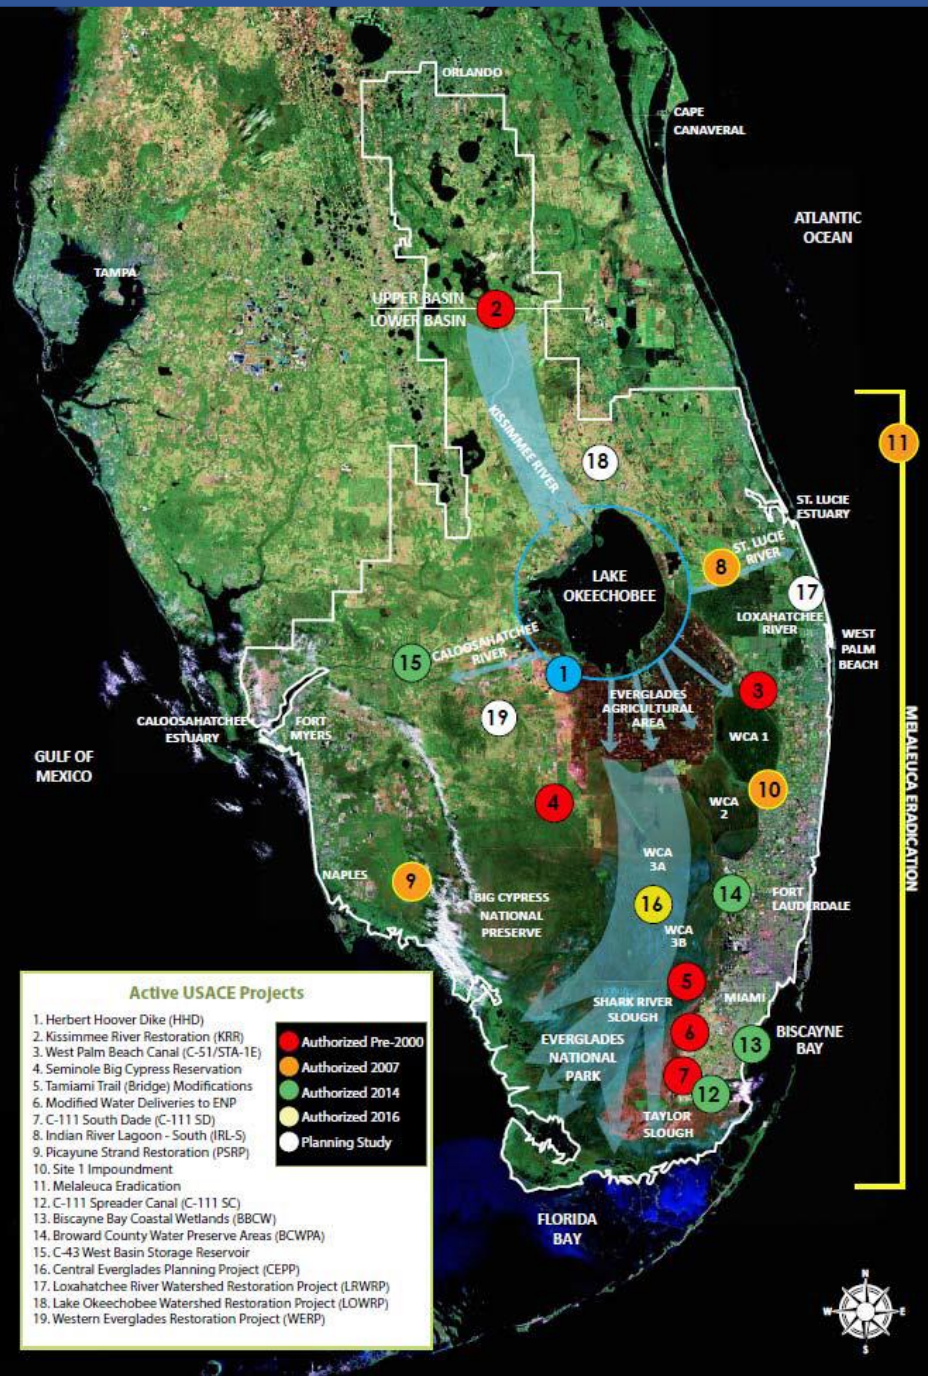 ORLANDO
CAPE
CANAVERAL
ATLANTIC
OCEAN
TAMPA
UPPER BASIN
2
LOWER BASIN
KISSIMMEE RIVER
18
11
ST. LUCIE
ESTUARY
ST. LUCIE
RIVER
8
LAKE
OKEECHOBEE
17
LOXAHATCHEE
RIVER
WEST
PALM
BEACH
15
CALOOSAHATCHEE
RIVER
1
3
EVERGLADES
AGRICULTURAL
AREA
19
CALOOSAHATCHEE
ESTUARY
FORT
MYERS
WCA 1
GULF OF
MEXICO
MELALEUCA ERADICATION
10
4
WCA
2
WCA
3A
NAPLES
9
BIG CYPRESS
NATIONAL
PRESERVE
16
14
FORT
LAUDERDALE
WCA
3B
5
SHARK RIVER
SLOUGH
MIAMI
6
13
BISCAYNE
BAY
EVERGLADES
NATIONAL
PARK
7
12
TAYLOR
SLOUGH
FLORIDA
BAY
Active USACE Projects
1. Herbert Hoover Dike (HHD)
2. Kissimmee River Restoration (KRR)
3. West Palm Beach Canal (C-51/STA-1E)
4. Seminole Big Cypress Reservation
5. Tamiami Trail (Bridge) Modifications
6. Modified Water Deliveries to ENP
7. C-111 South Dade (C-111 SD)
8. Indian River Lagoon - South (IRL-S)
9. Picayune Strand Restoration (PSRP)
10. Site 1 Impoundment
11. Melaleuca Eradication
12. C-111 Spreader Canal (C-111 SC)
13. Biscayne Bay Coastal Wetlands (BBCW)
14. Broward County Water Preserve Areas (BCWPA)
15. C-43 West Basin Storage Reservoir
16. Central Everglades Planning Project (CEPP)
17. Loxahatchee River Watershed Restoration Project (LRWRP)
18. Lake Okeechobee Watershed Restoration Project (LOWRP)
19. Western Everglades Restoration Project (WERP)
Authorized Pre-2000
Authorized 2007
Authorized 2014
Authorized 2016
Planning Study
N
W
E
S